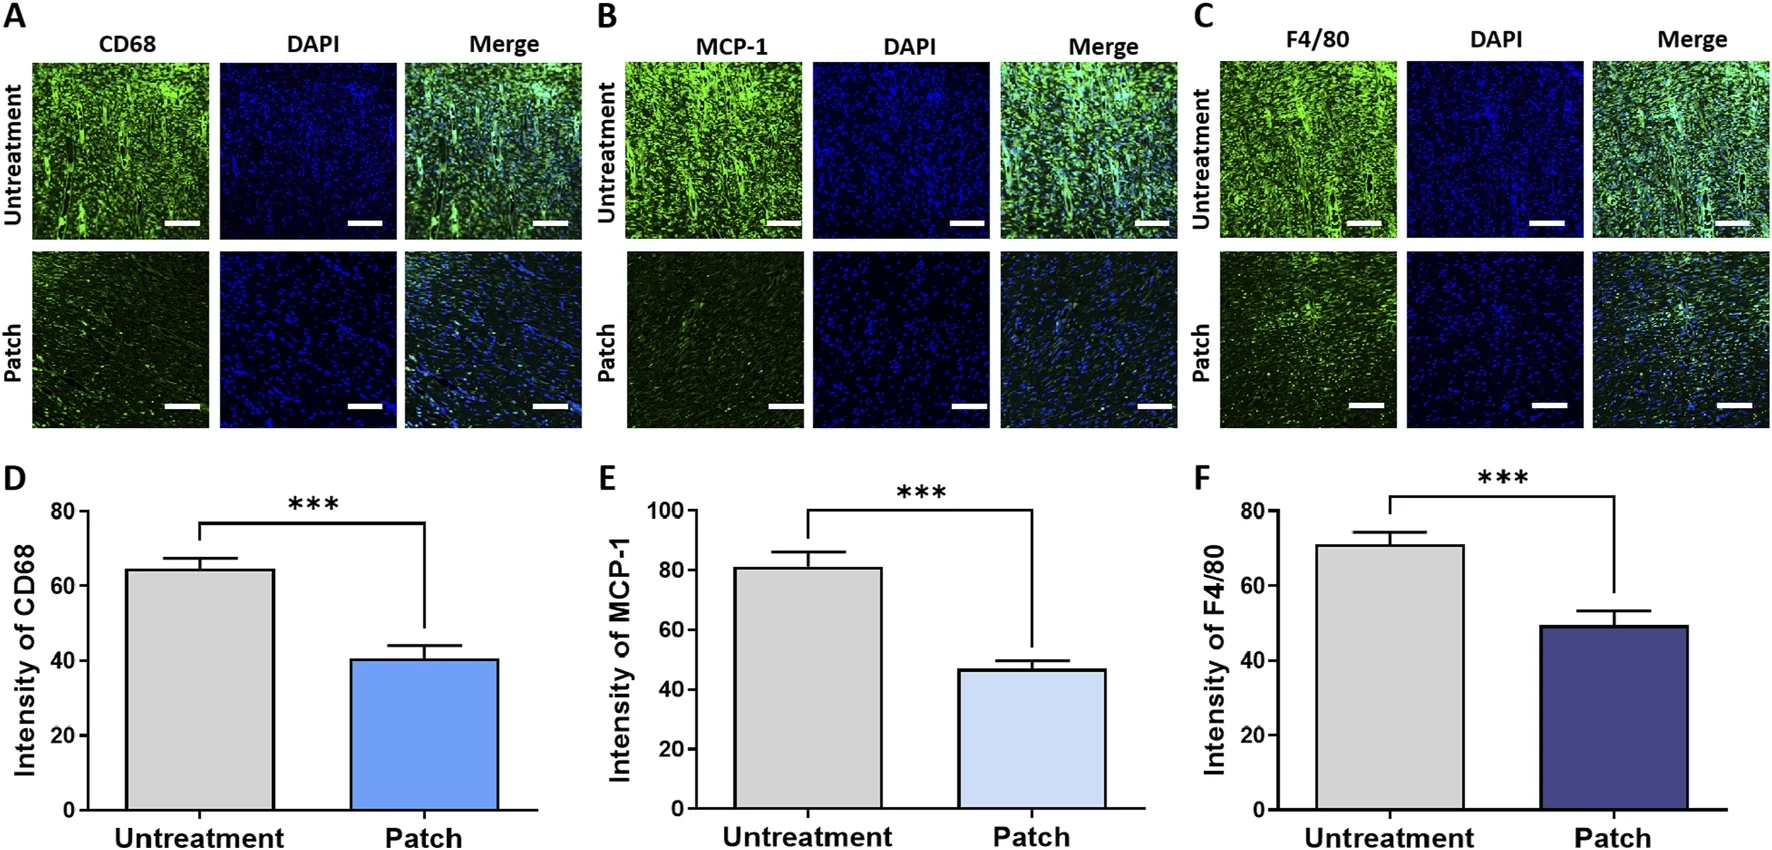 A
CD68 DAPI Merge
Untreatment
Patch
B
MCP-1 DAPI Merge
Untreatment
Patch
C
F4/80 DAPI Merge
Untreatment
Patch
D
Intensity of CD68
80
60
40
20
0
***
Untreatment Patch
E
Intensity of MCP-1
100
80
60
40
20
0
***
Untreatment Patch
F
Intensity of F4/80
80
60
40
20
0
***
Untreatment Patch